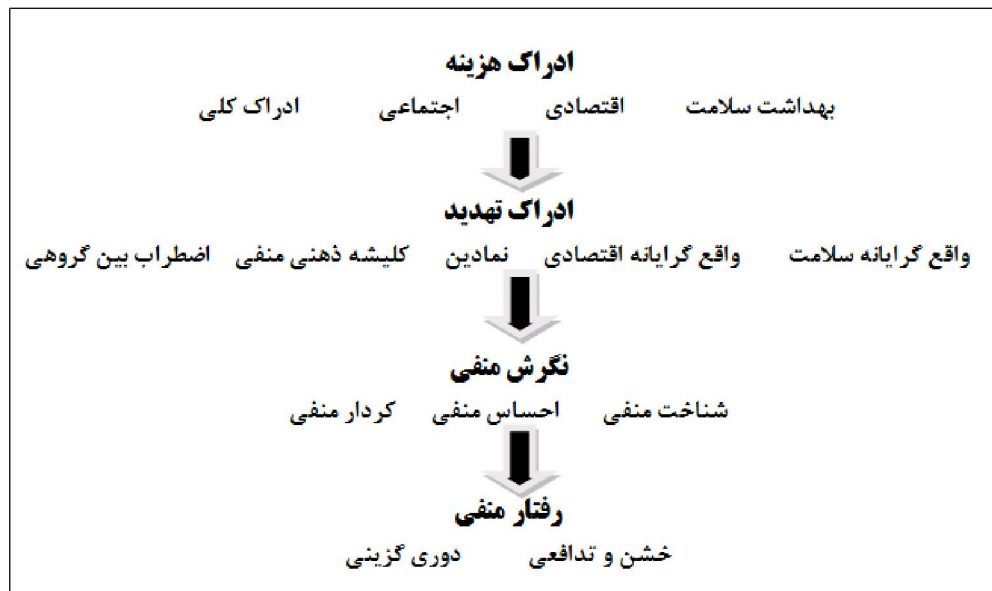 ادراک هزینه
بهداشت سلامت اقتصادی اجتماعی ادراک کلی
ادراک تهدید
واقع گرایانه سلامت واقع گرایانه اقتصادی نمادین کلیشه ذهنی منفی اضطراب بین گروهی
نگرش منفی
شناخت منفی احساس منفی کردار منفی
رفتار منفی
خشن و تدافعی دوری گزینی